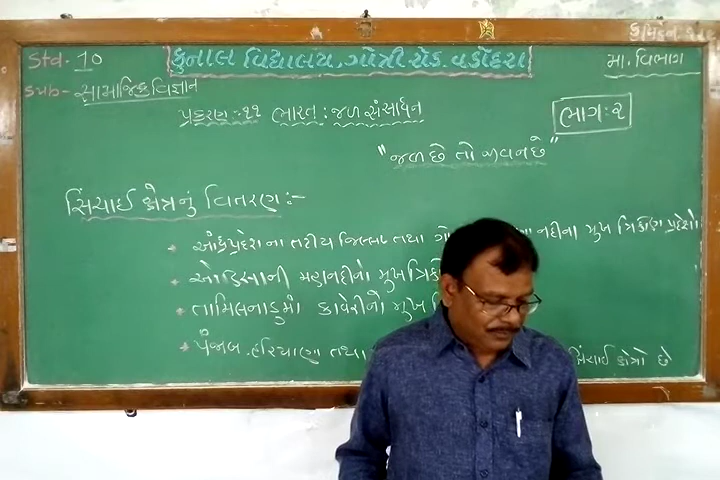 Std. 10
કુનાલ વિદ્યાલય, ગોત્રી રોડ. વડોદરા
મા. વિભાગ
Sub - સામાજિક વિજ્ઞાન
પ્રકરણ - ૧૧ ભારત : જળ સંસાધન
ભાગ : ૨
"જળ છે તો જીવન છે"
સિંચાઈ ક્ષેત્રનું વિતરણ :-
આંધ્રપ્રદેશના તટીય જિલ્લા તથા નદીના મુખ ત્રિકોણ પ્રદેશો
ઓડિસાની મહાનદીનો
તામિલનાડુમાં કાવેરીનો મુખ
પંજાબ. હરિયાણા તથા સિંચાઈ ક્ષેત્રો છે